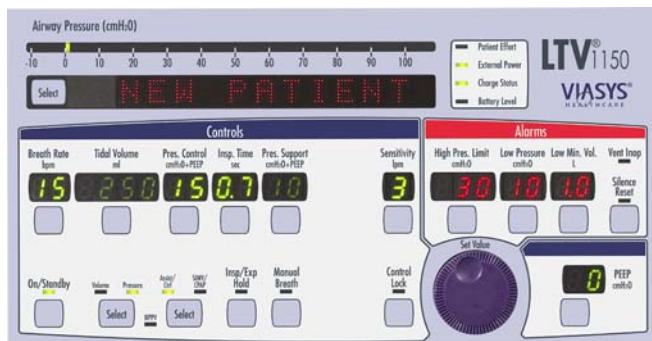 Airway Pressure (cmH₂O)
-10 0 10 20 30 40 50 60 70 80 90 100
Patient Effort
External Power
Charge Status
Battery Level
LTV® 1150
VIASYS®
HEALTHCARE
Select NEW PATIENT
Controls
Breath Rate
bpm
Tidal Volume
ml
Pres. Control
cmH₂O+PEEP
Insp. Time
sec
Pres. Support
cmH₂O+PEEP
Sensitivity
lpm
15 250 15 0.7 10 3
Alarms
High Pres. Limit
cmH₂O
Low Pressure
cmH₂O
Low Min. Vol.
L
Vent Inop
30 10 1.0
Silence
Reset
On/Standby
Volume
Pressure
Select
NPPV
Assist/
Ctrl
SIMV/
CPAP
Select
Insp/Exp
Hold
Manual
Breath
Control
Lock
Set Value
0 PEEP
cmH₂O